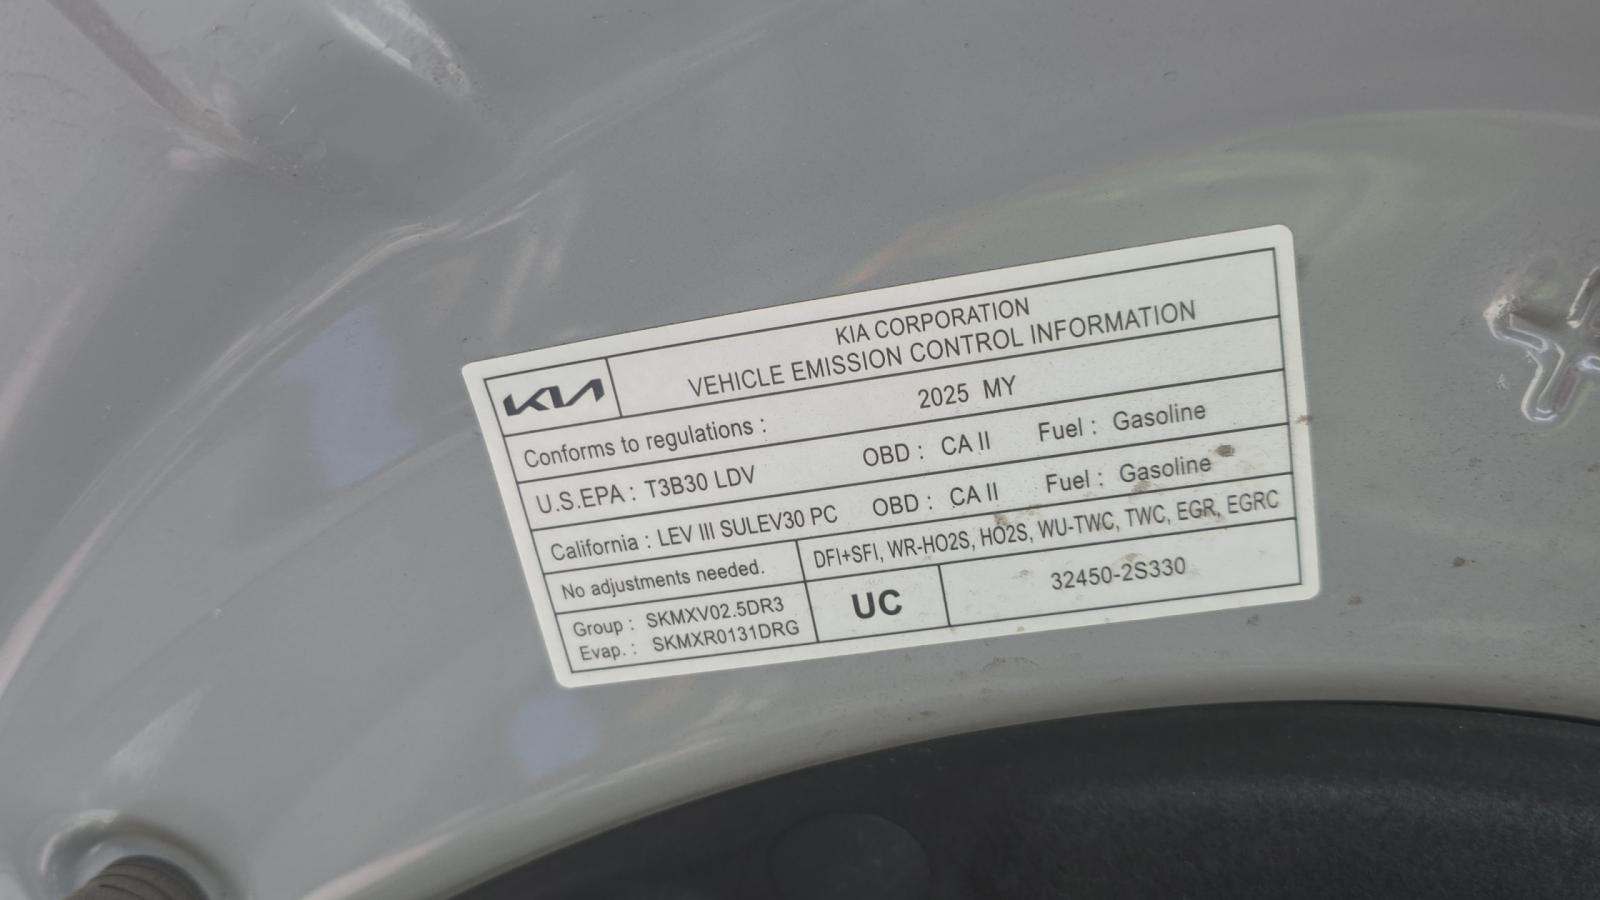 KIA
KIA CORPORATION
VEHICLE EMISSION CONTROL INFORMATION
Conforms to regulations : 2025 MY
U.S.EPA : T3B30 LDV OBD : CA II Fuel : Gasoline
California : LEV III SULEV30 PC OBD : CA II Fuel : Gasoline
No adjustments needed. DFI+SFI, WR-HO2S, HO2S, WU-TWC, TWC, EGR, EGRC
Group : SKMXV02.5DR3
Evap. : SKMXR0131DRG
UC
32450-2S330